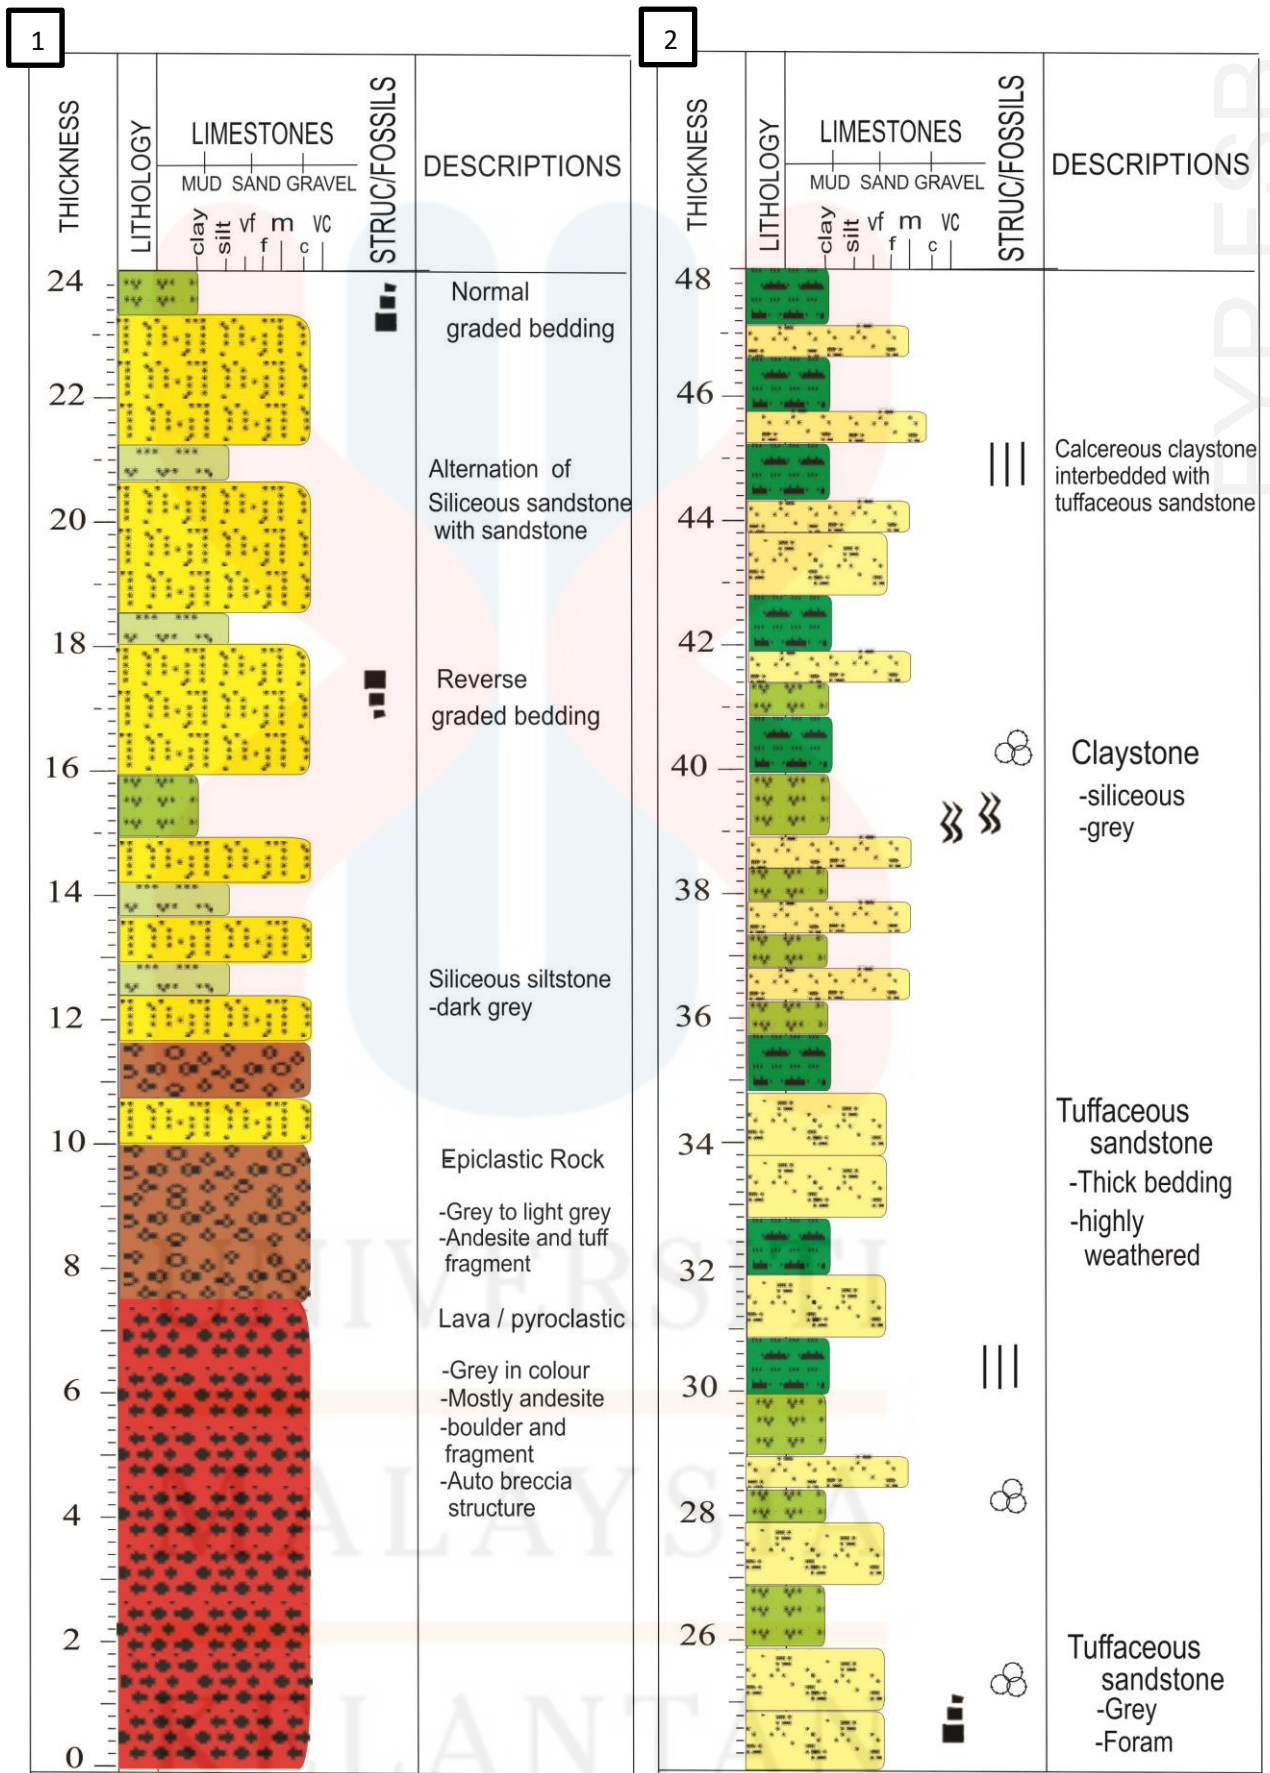 1
THICKNESS
LITHOLOGY
LIMESTONES
MUD SAND GRAVEL
clay
silt
vf
f
m
c
VC
STRUC/FOSSILS
DESCRIPTIONS
24
22
20
18
16
14
12
10
8
6
4
2
0
Normal
graded bedding
Alternation of
Siliceous sandstone
with sandstone
Reverse
graded bedding
Siliceous siltstone
-dark grey
Epiclastic Rock
-Grey to light grey
-Andesite and tuff
fragment
Lava / pyroclastic
-Grey in colour
-Mostly andesite
-boulder and
fragment
-Auto breccia
structure
2
THICKNESS
LITHOLOGY
LIMESTONES
MUD SAND GRAVEL
clay
silt
vf
f
m
c
VC
STRUC/FOSSILS
DESCRIPTIONS
48
46
44
42
40
38
36
34
32
30
28
26
Calcereous claystone
interbedded with
tuffaceous sandstone
Claystone
-siliceous
-grey
Tuffaceous
sandstone
-Thick bedding
-highly
weathered
Tuffaceous
sandstone
-Grey
-Foram
UNIVERSITI
MALAYSIA
KELANTAN
FYP FSB